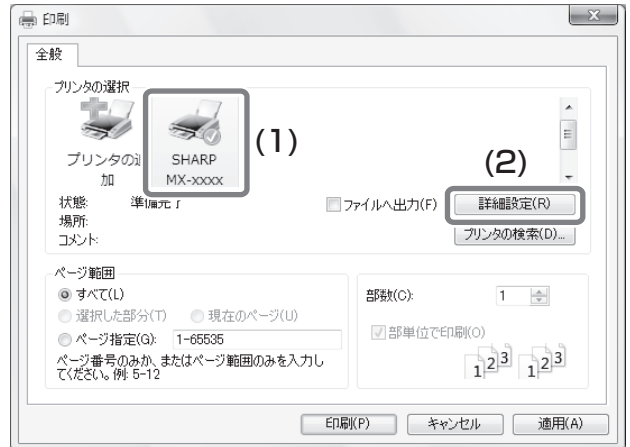 印刷
全般
プリンタの選択
プリンタの追
加
SHARP
MX-xxxx
(1)
(2)
状態: 準備完了
場所:
コメント:
ファイルへ出力(F)
詳細設定(R)
プリンタの検索(D)...
ページ範囲
すべて(L)
選択した部分(T) 現在のページ(U)
ページ指定(G): 1-65535
ページ番号のみか、またはページ範囲のみを入力し
てください。例: 5-12
部数(C): 1
部単位で印刷(O)
1 2 3 1 2 3
印刷(P) キャンセル 適用(A)